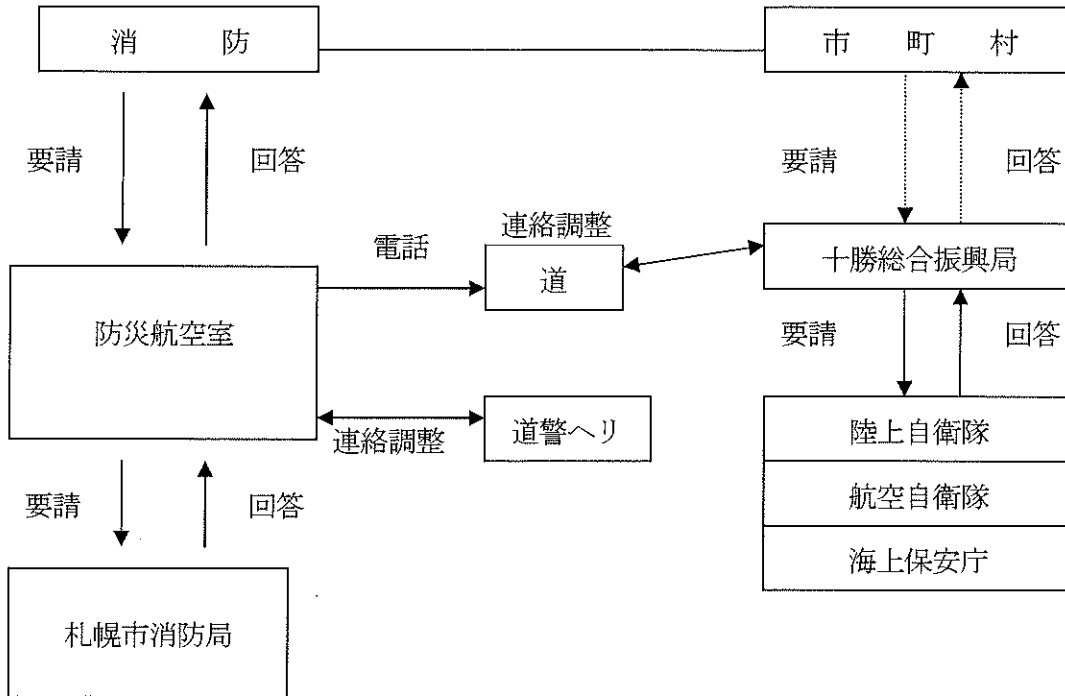 消 防
市 町 村
要請
回答
要請
回答
電話
連絡調整
道
十勝総合振興局
防災航空室
要請
回答
連絡調整
道警ヘリ
陸上自衛隊
航空自衛隊
海上保安庁
要請
回答
札幌市消防局